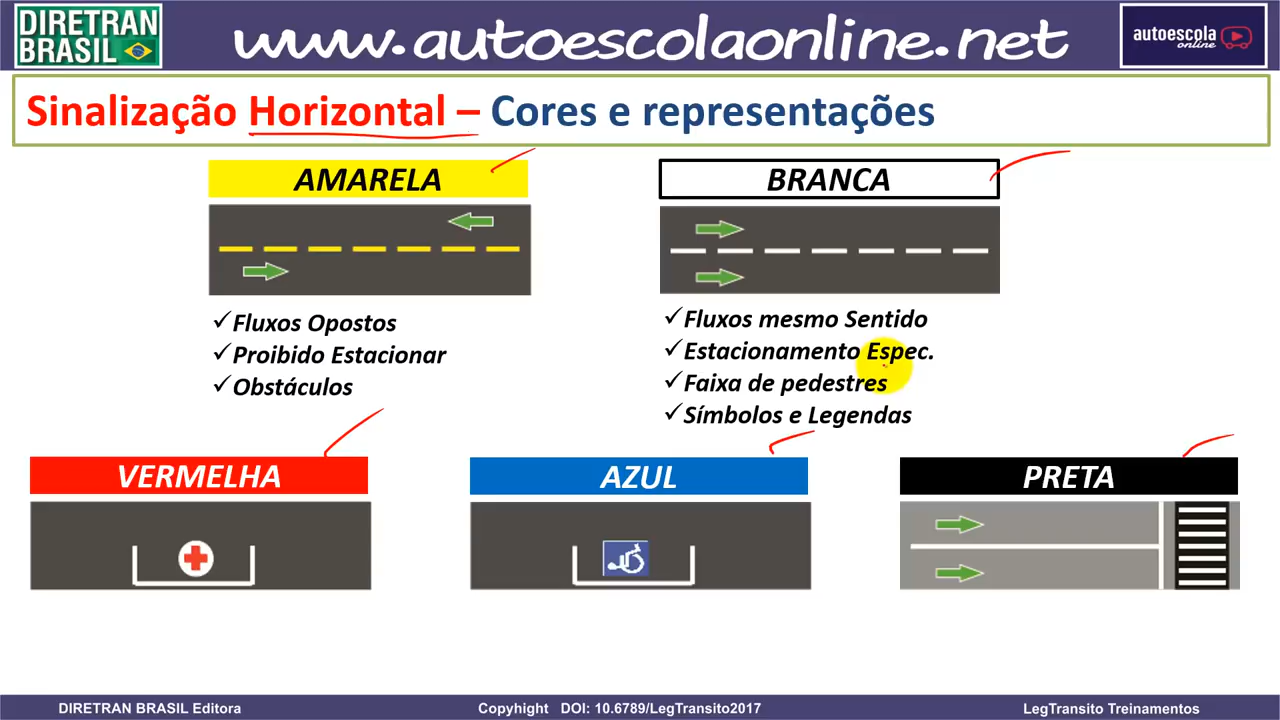 DIRETRAN
BRASIL
www.autoescolaonline.net
autoescola
online
Sinalização Horizontal – Cores e representações
AMARELA
Fluxos Opostos
Proibido Estacionar
Obstáculos
BRANCA
Fluxos mesmo Sentido
Estacionamento Espec.
Faixa de pedestres
Símbolos e Legendas
VERMELHA
AZUL
PRETA
DIRETRAN BRASIL Editora
Copyhight DOI: 10.6789/LegTransito2017
LegTransito Treinamentos